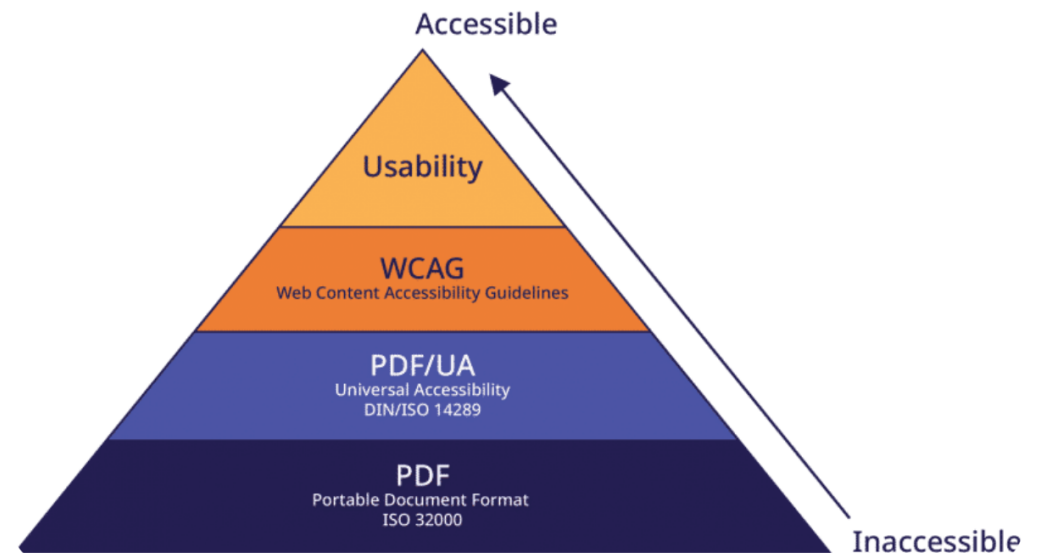 Accessible
Usability
WCAG
Web Content Accessibility Guidelines
PDF/UA
Universal Accessibility
DIN/ISO 14289
PDF
Portable Document Format
ISO 32000
Inaccessible